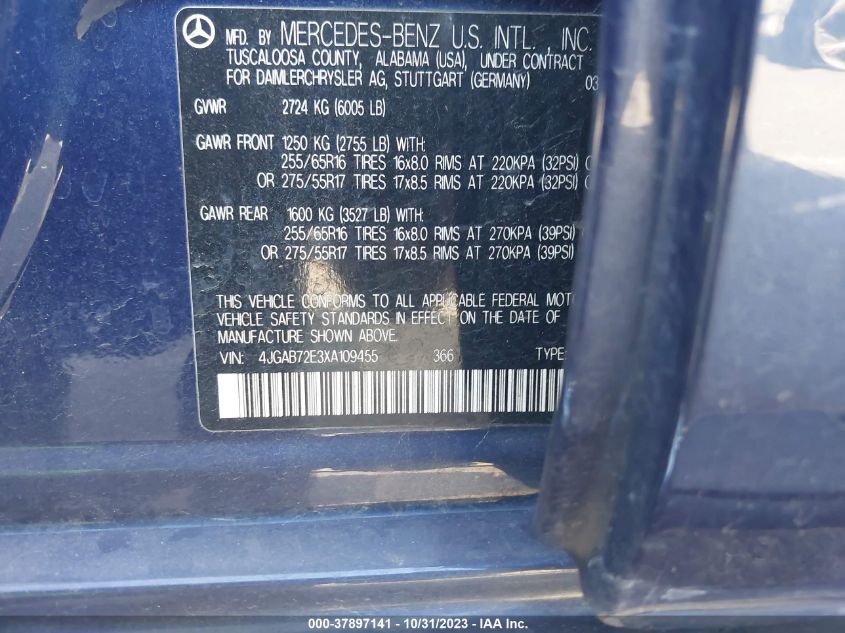 MFD. BY MERCEDES-BENZ U.S. INTL., INC.
TUSCALOOSA COUNTY, ALABAMA (USA), UNDER CONTRACT
FOR DAIMLERCHRYSLER AG, STUTTGART (GERMANY) 03
GVWR 2724 KG (6005 LB)
GAWR FRONT 1250 KG (2755 LB) WITH:
255/65R16 TIRES 16x8.0 RIMS AT 220KPA (32PSI)
OR 275/55R17 TIRES 17x8.5 RIMS AT 220KPA (32PSI)
GAWR REAR 1600 KG (3527 LB) WITH:
255/65R16 TIRES 16x8.0 RIMS AT 270KPA (39PSI)
OR 275/55R17 TIRES 17x8.5 RIMS AT 270KPA (39PSI)
THIS VEHICLE CONFORMS TO ALL APPLICABLE FEDERAL MOT
VEHICLE SAFETY STANDARDS IN EFFECT ON THE DATE OF
MANUFACTURE SHOWN ABOVE.
VIN: 4JGAB72E3XA109455 366 TYPE:
000-37897141 - 10/31/2023 - IAA Inc.